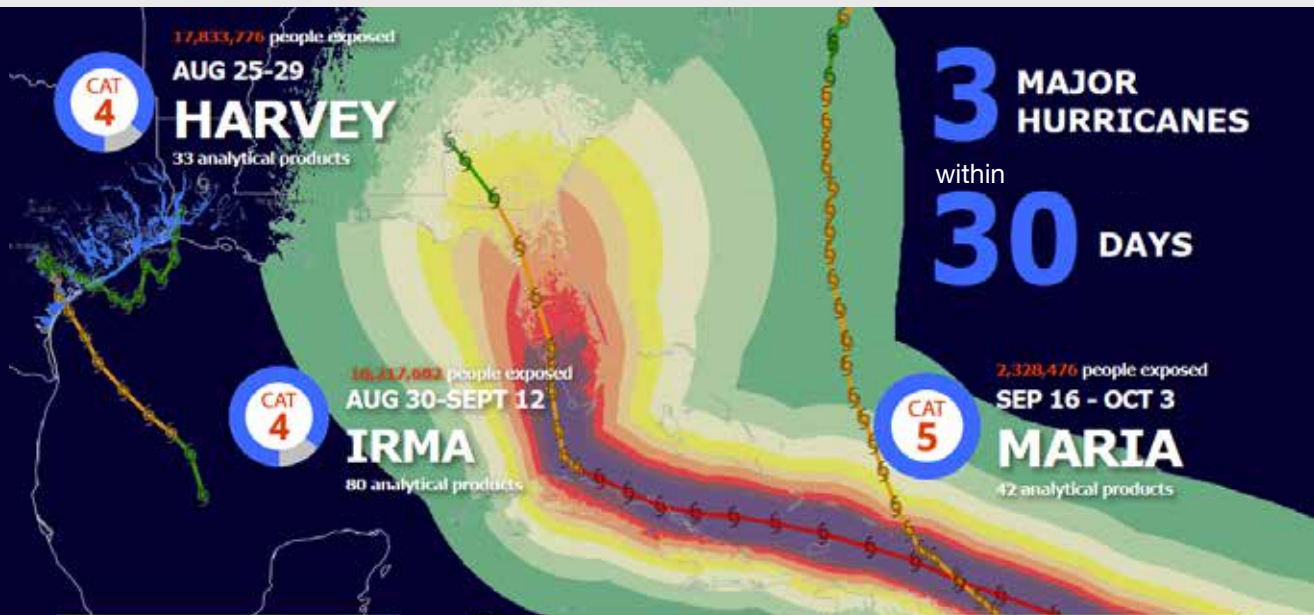 17,833,776 people exposed
CAT
4
AUG 25-29
HARVEY
33 analytical products
3 MAJOR
HURRICANES
within
30 DAYS
people exposed
CAT
4
AUG 30-SEPT 12
IRMA
80 analytical products
2,328,476 people exposed
CAT
5
SEP 16 - OCT 3
MARIA
42 analytical products